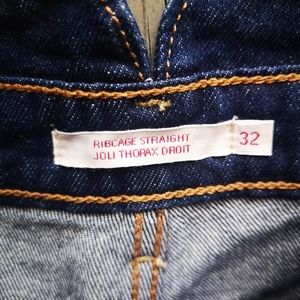 RIBCAGE STRAIGHT
JOLI THORAX DROIT
32